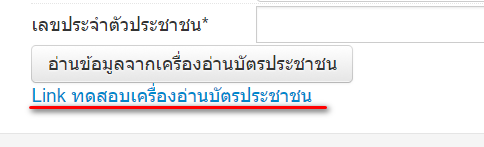 เลขประจำตัวประชาชน*
อ่านข้อมูลจากเครื่องอ่านบัตรประชาชน
Link ทดสอบเครื่องอ่านบัตรประชาชน